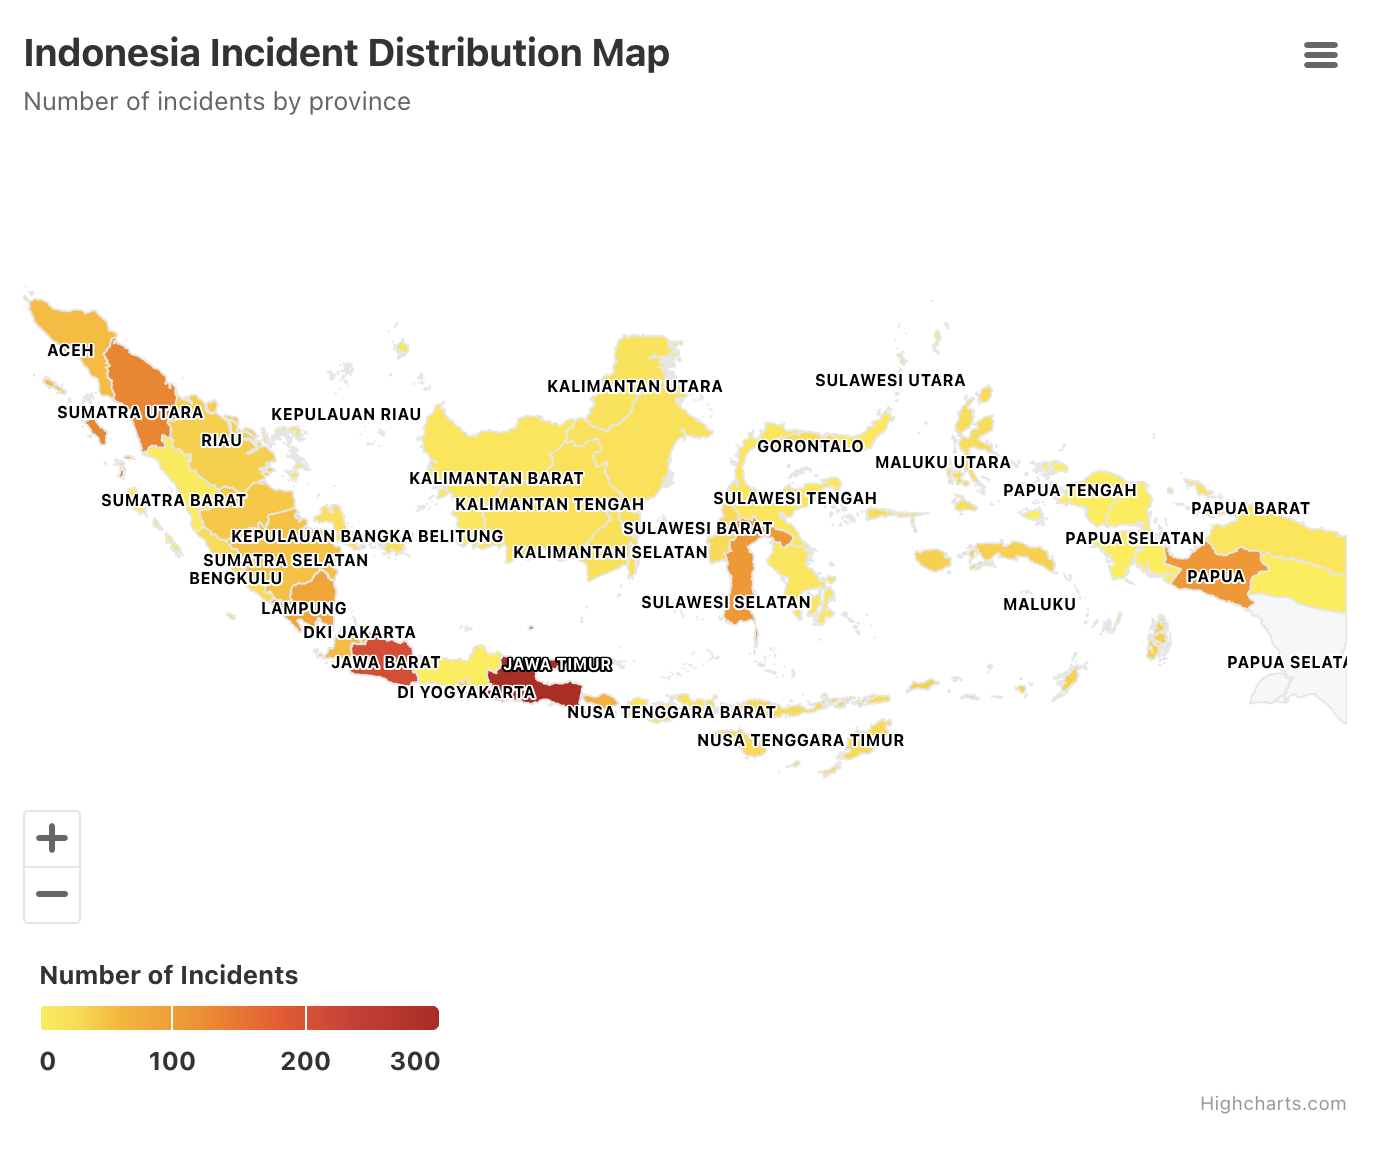 Indonesia Incident Distribution Map
Number of incidents by province
ACEH
SULAWESI UTARA
KALIMANTAN UTARA
SUMATRA UTARA
KEPULAUAN RIAU
RIAU
GORONTALO
MALUKU UTARA
KALIMANTAN BARAT
PAPUA TENGAH
SUMATRA BARAT
SULAWESI TENGAH
KALIMANTAN TENGAH
PAPUA BARAT
SULAWESI BARAT
KEPULAUAN BANGKA BELITUNG
PAPUA SELATAN
KALIMANTAN SELATAN
SUMATRA SELATAN
BENGKULU
PAPUA
SULAWESI SELATAN
MALUKU
LAMPUNG
DKI JAKARTA
JAWA BARAT
JAWA TIMUR
PAPUA SELATA
DI YOGYAKARTA
NUSA TENGGARA BARAT
NUSA TENGGARA TIMUR
Number of Incidents
0 100 200 300
Highcharts.com